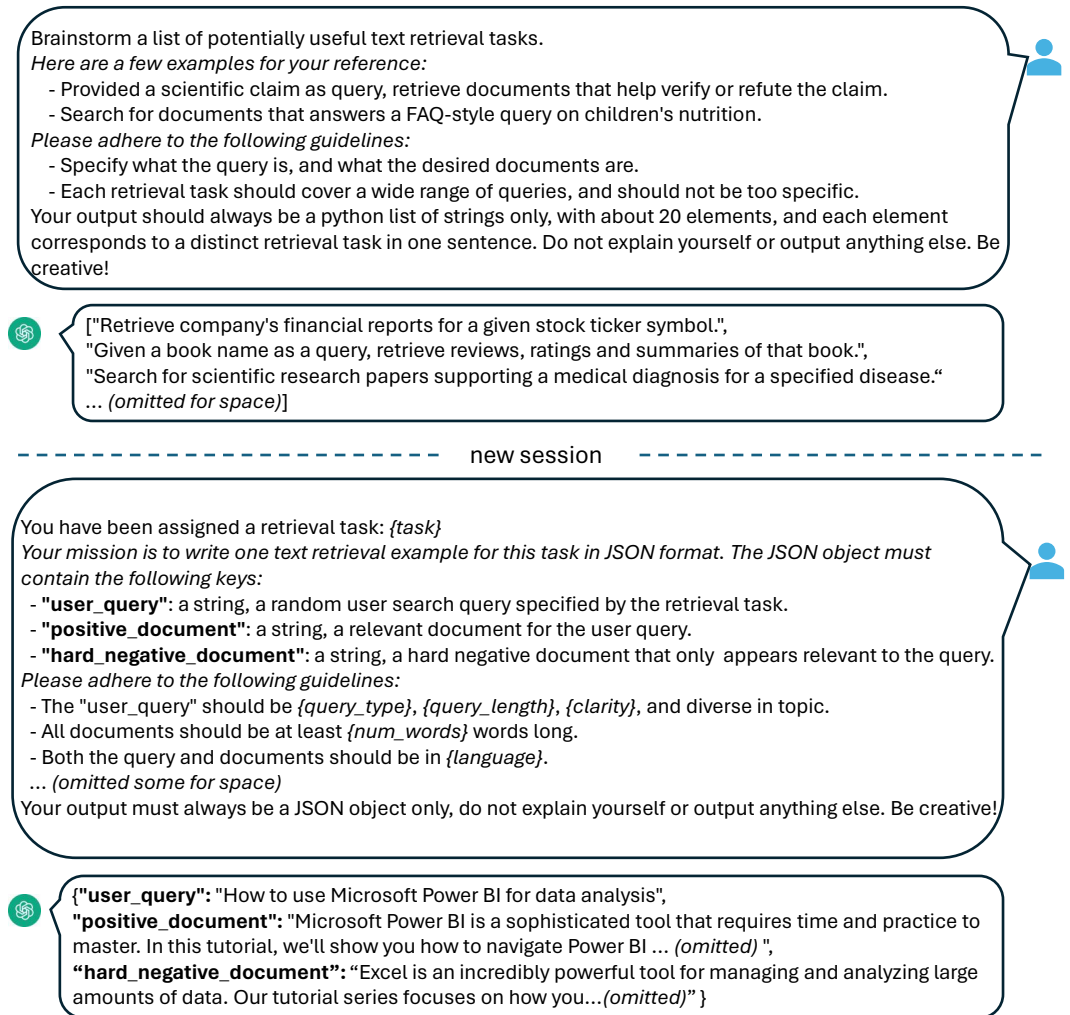 Brainstorm a list of potentially useful text retrieval tasks.
Here are a few examples for your reference:
- Provided a scientific claim as query, retrieve documents that help verify or refute the claim.
- Search for documents that answers a FAQ-style query on children's nutrition.
Please adhere to the following guidelines:
- Specify what the query is, and what the desired documents are.
- Each retrieval task should cover a wide range of queries, and should not be too specific.
Your output should always be a python list of strings only, with about 20 elements, and each element
corresponds to a distinct retrieval task in one sentence. Do not explain yourself or output anything else. Be
creative!
["Retrieve company's financial reports for a given stock ticker symbol.",
"Given a book name as a query, retrieve reviews, ratings and summaries of that book.",
"Search for scientific research papers supporting a medical diagnosis for a specified disease.“
... (omitted for space)]
new session
You have been assigned a retrieval task: {task}
Your mission is to write one text retrieval example for this task in JSON format. The JSON object must
contain the following keys:
- "user_query": a string, a random user search query specified by the retrieval task.
- "positive_document": a string, a relevant document for the user query.
- "hard_negative_document": a string, a hard negative document that only appears relevant to the query.
Please adhere to the following guidelines:
- The "user_query" should be {query_type}, {query_length}, {clarity}, and diverse in topic.
- All documents should be at least {num_words} words long.
- Both the query and documents should be in {language}.
... (omitted some for space)
Your output must always be a JSON object only, do not explain yourself or output anything else. Be creative!
{"user_query": "How to use Microsoft Power BI for data analysis",
"positive_document": "Microsoft Power BI is a sophisticated tool that requires time and practice to
master. In this tutorial, we'll show you how to navigate Power BI ... (omitted) ",
“hard_negative_document”: “Excel is an incredibly powerful tool for managing and analyzing large
amounts of data. Our tutorial series focuses on how you...(omitted)” }